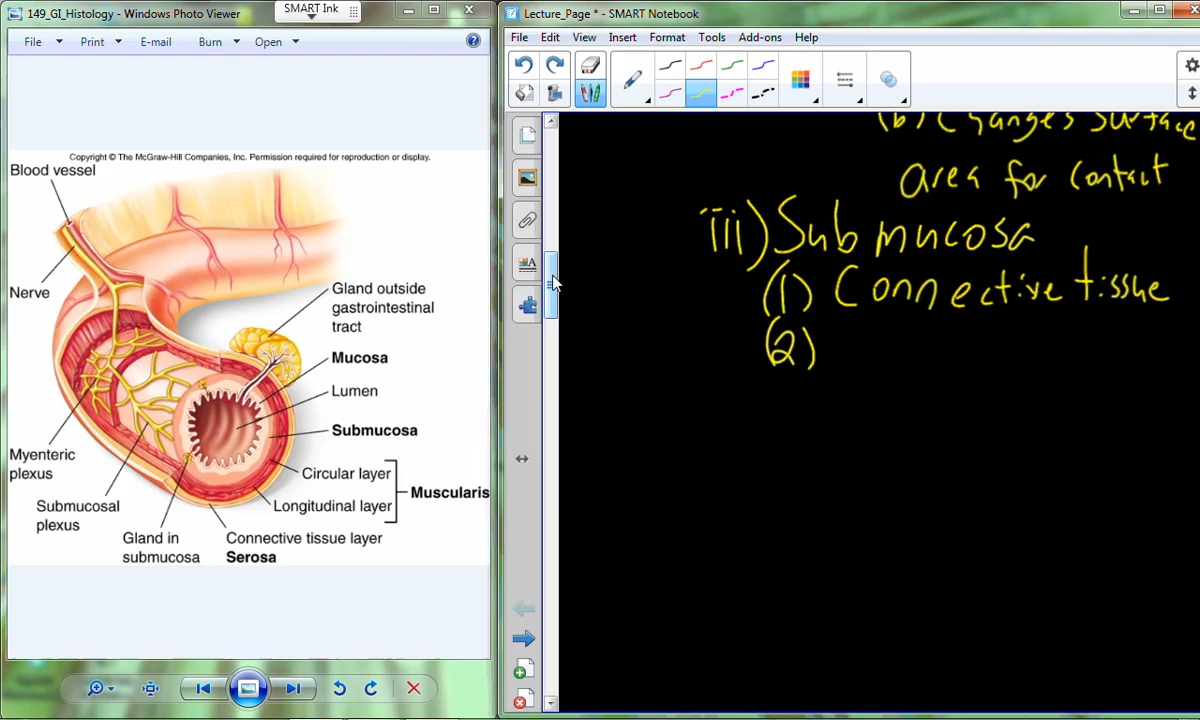 149_GI_Histology - Windows Photo Viewer
SMART Ink
File Print E-mail Burn Open
Copyright © The McGraw-Hill Companies, Inc. Permission required for reproduction or display.
Blood vessel
Nerve
Gland outside
gastrointestinal
tract
Mucosa
Lumen
Submucosa
Circular layer
Longitudinal layer
Muscularis
Myenteric
plexus
Submucosal
plexus
Gland in
submucosa
Connective tissue layer
Serosa
Lecture_Page * - SMART Notebook
File Edit View Insert Format Tools Add-ons Help
(b) Changes surface
area for contact
iii) Submucosa
(1) Connective tissue
(2)